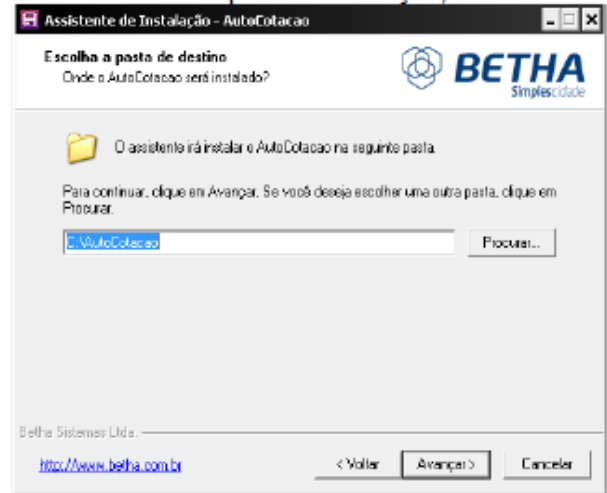 Assistente de Instalação - AutoCotacao
Escolha a pasta de destino
Onde o AutoCotacao será instalado?
BETHA
Simplescidade
O assistente irá instalar o AutoCotacao na seguinte pasta.
Para continuar, clique em Avançar. Se você deseja escolher uma outra pasta, clique em
Procurar.
C:\AutoCotacao
Procurar...
Betha Sistemas Ltda.
http://www.betha.com.br
< Voltar
Avançar >
Cancelar